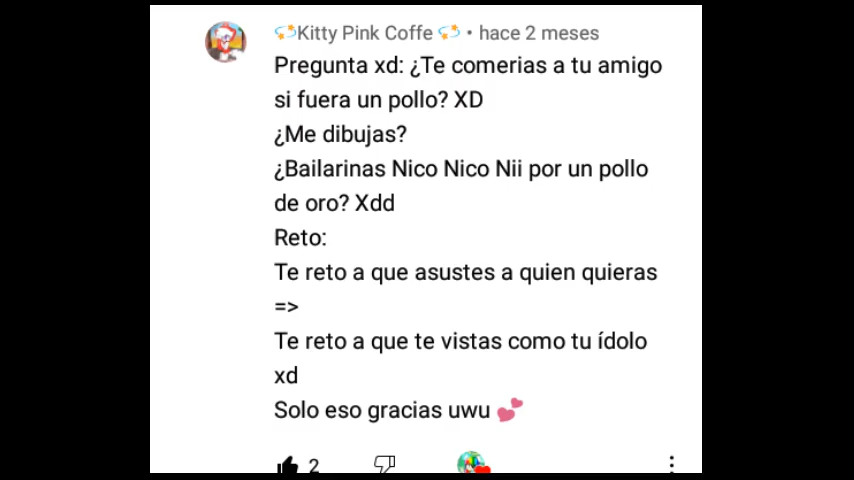 💫Kitty Pink Coffe 💫 • hace 2 meses
Pregunta xd: ¿Te comerias a tu amigo
si fuera un pollo? XD
¿Me dibujas?
¿Bailarinas Nico Nico Nii por un pollo
de oro? Xdd
Reto:
Te reto a que asustes a quien quieras
=>
Te reto a que te vistas como tu ídolo
xd
Solo eso gracias uwu 💕
2